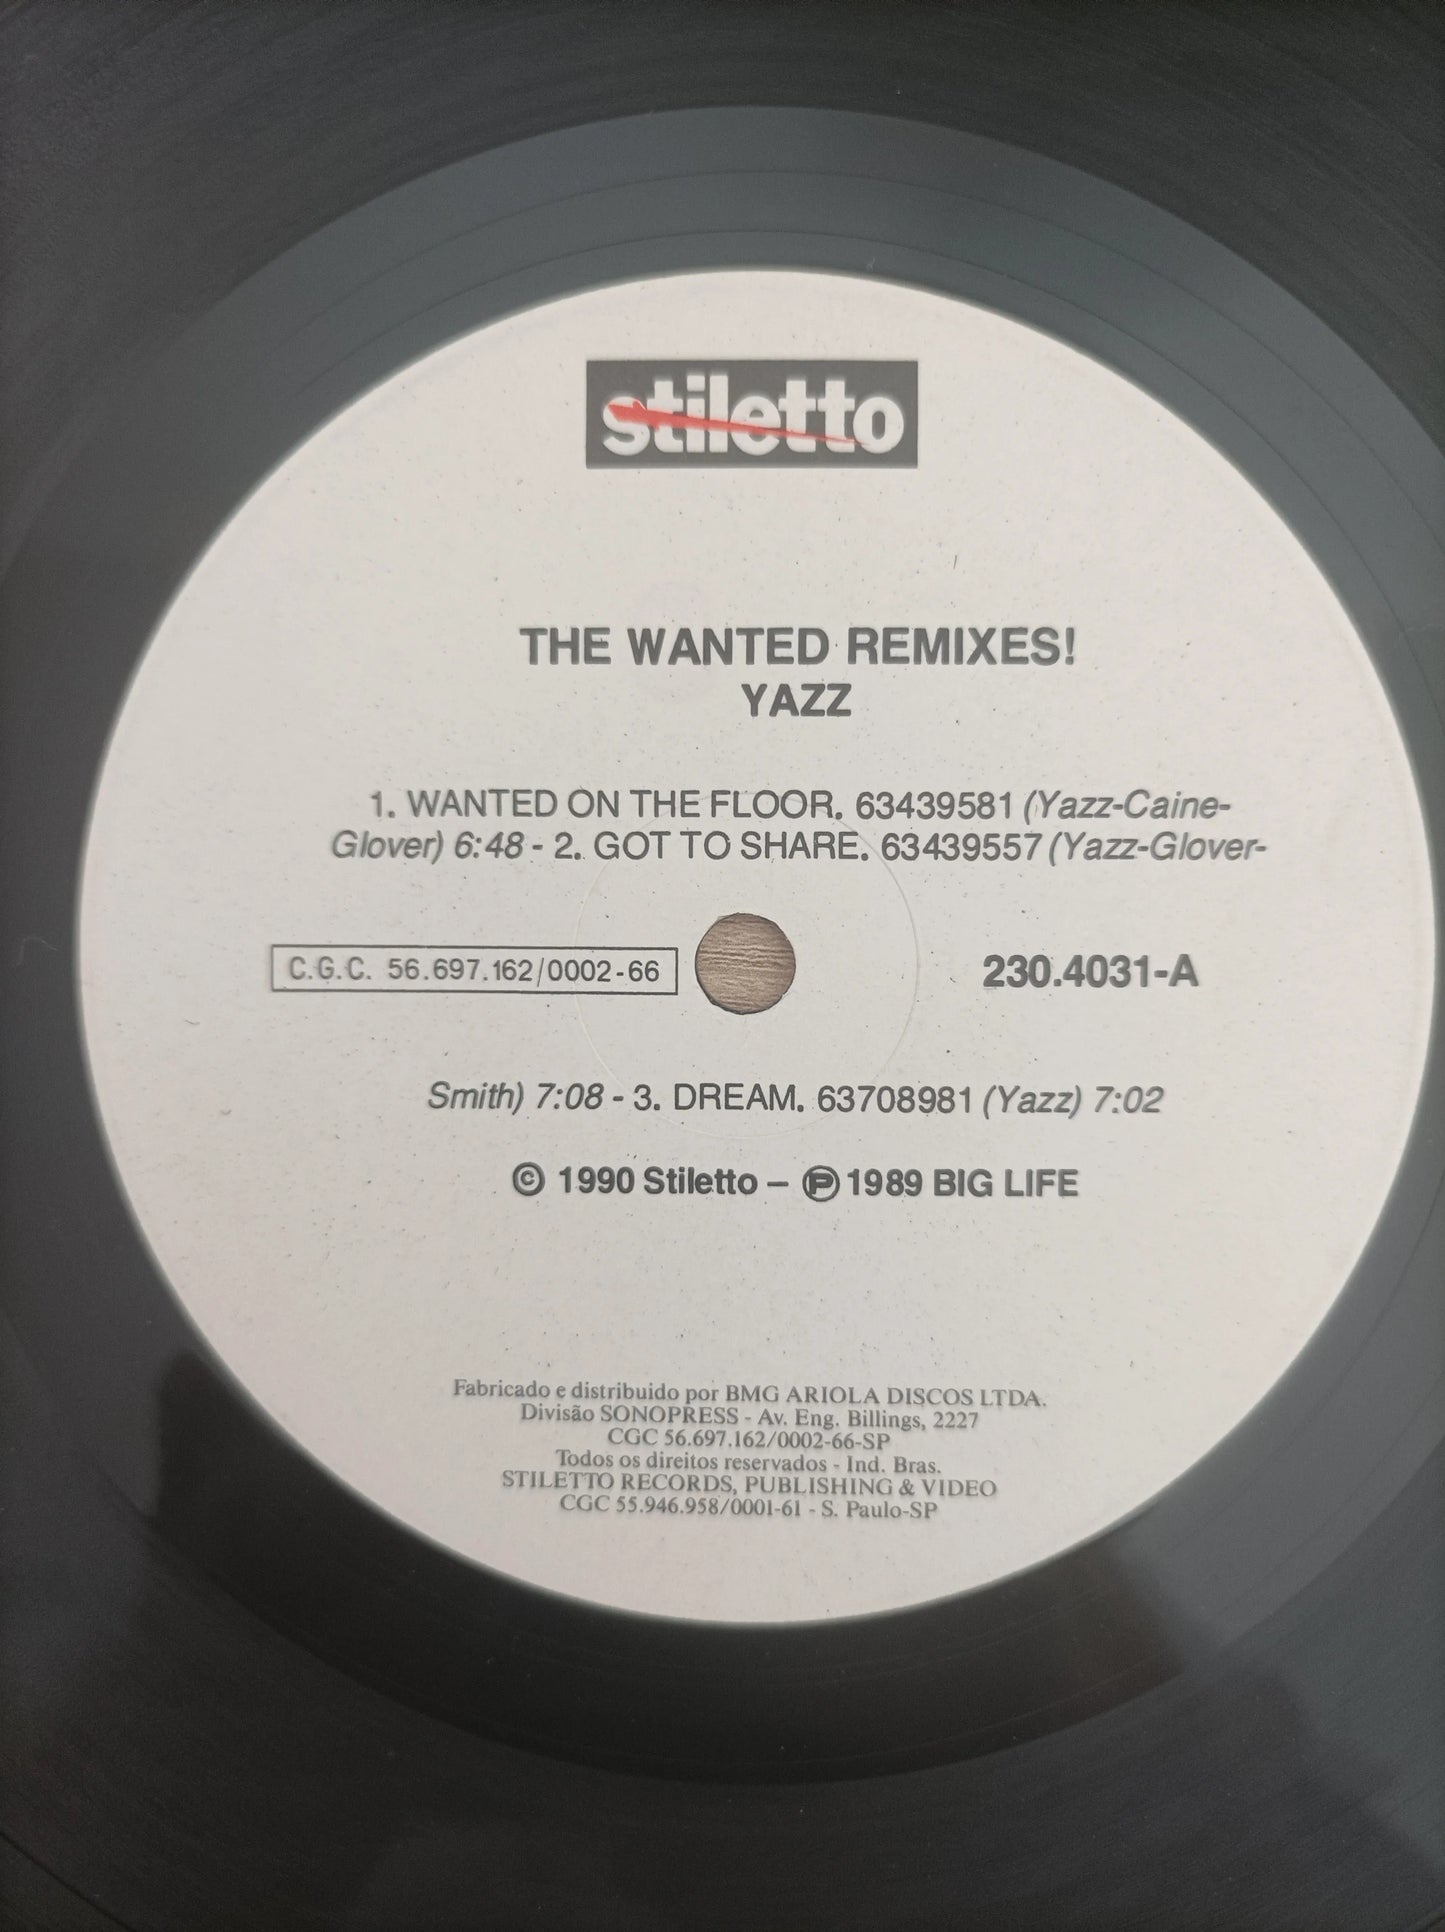 stiletto
THE WANTED REMIXES!
YAZZ
1. WANTED ON THE FLOOR. 63439581 (Yazz-Caine-
Glover) 6:48 - 2. GOT TO SHARE. 63439557 (Yazz-Glover-
C.G.C. 56.697.162/0002-66
230.4031-A
Smith) 7:08 - 3. DREAM. 63708981 (Yazz) 7:02
© 1990 Stiletto – ℗ 1989 BIG LIFE
Fabricado e distribuido por BMG ARIOLA DISCOS LTDA.
Divisão SONOPRESS - Av. Eng. Billings, 2227
CGC 56.697.162/0002-66-SP
Todos os direitos reservados - Ind. Bras.
STILETTO RECORDS, PUBLISHING & VIDEO
CGC 55.946.958/0001-61 - S. Paulo-SP